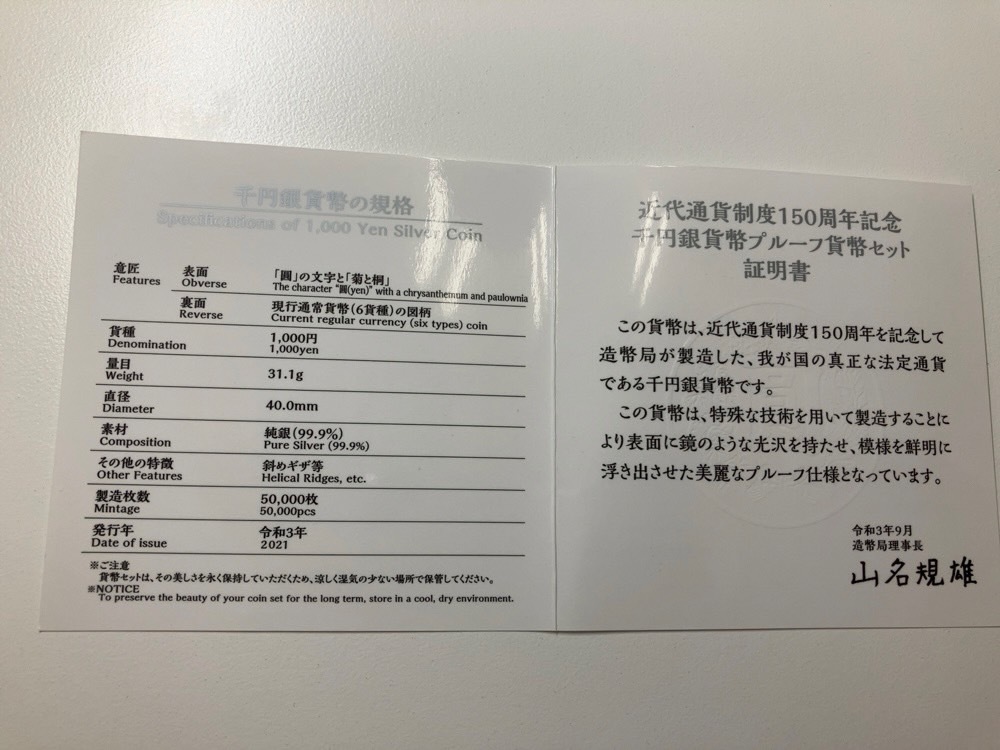 千円銀貨幣の規格
Specifications of 1,000 Yen Silver Coin
意匠 表面 「圓」の文字と「菊と桐」
Features Obverse The character "圓(yen)" with a chrysanthemum and paulownia
裏面 現行通常貨幣(6貨種)の図柄
Reverse Current regular currency (six types) coin
貨種 1,000円
Denomination 1,000yen
量目
Weight 31.1g
直径
Diameter 40.0mm
素材 純銀(99.9%)
Composition Pure Silver (99.9%)
その他の特徴 斜めギザ等
Other Features Helical Ridges, etc.
製造枚数 50,000枚
Mintage 50,000pcs
発行年 令和3年
Date of issue 2021
※ご注意
貨幣セットは、その美しさを永く保持していただくため、涼しく湿気の少ない場所で保管してください。
※NOTICE
To preserve the beauty of your coin set for the long term, store in a cool, dry environment.
近代通貨制度150周年記念
千円銀貨幣プルーフ貨幣セット
証明書
この貨幣は、近代通貨制度150周年を記念して
造幣局が製造した、我が国の真正な法定通貨
である千円銀貨幣です。
この貨幣は、特殊な技術を用いて製造することに
より表面に鏡のような光沢を持たせ、模様を鮮明に
浮き出させた美麗なプルーフ仕様となっています。
令和3年9月
造幣局理事長
山名規雄